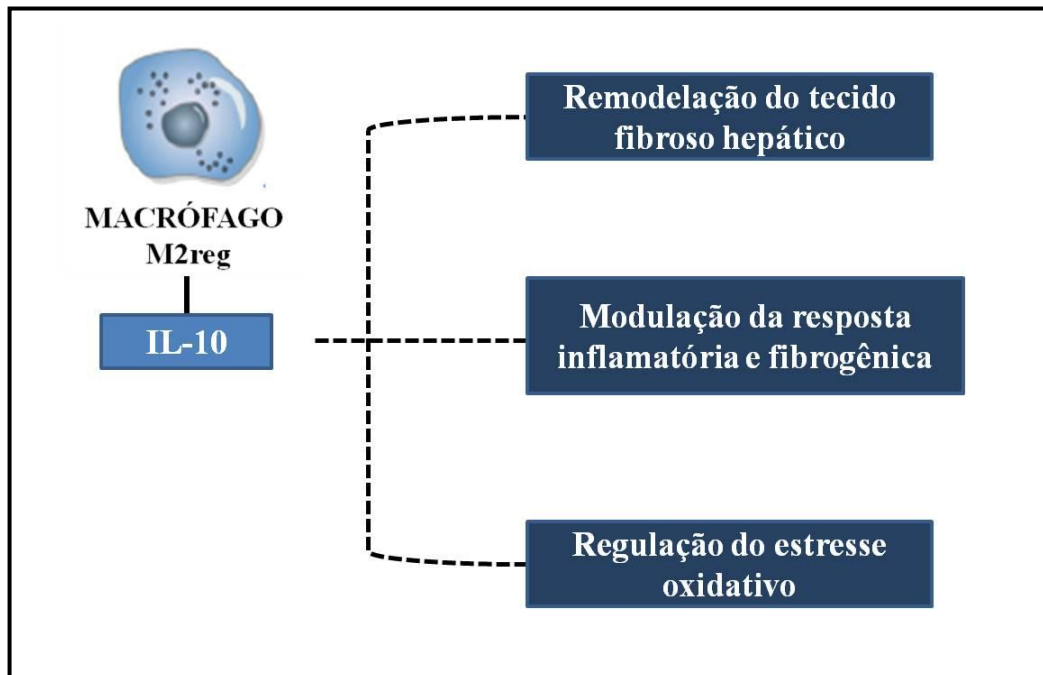 MACRÓFAGO
M2reg
IL-10
Remodelação do tecido
fibroso hepático
Modulação da resposta
inflamatória e fibrogênica
Regulação do estresse
oxidativo